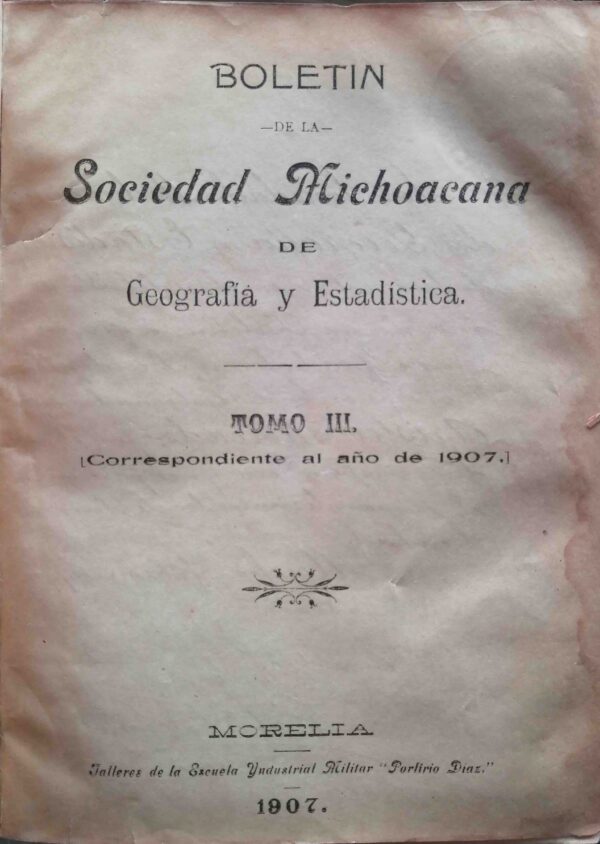 BOLETIN
—DE LA—
Sociedad Michoacana
DE
Geografía y Estadística.
TOMO III.
[Correspondiente al año de 1907.]
MORELIA
Talleres de la Escuela Yndustrial Militar "Porfirio Diaz."
1907.